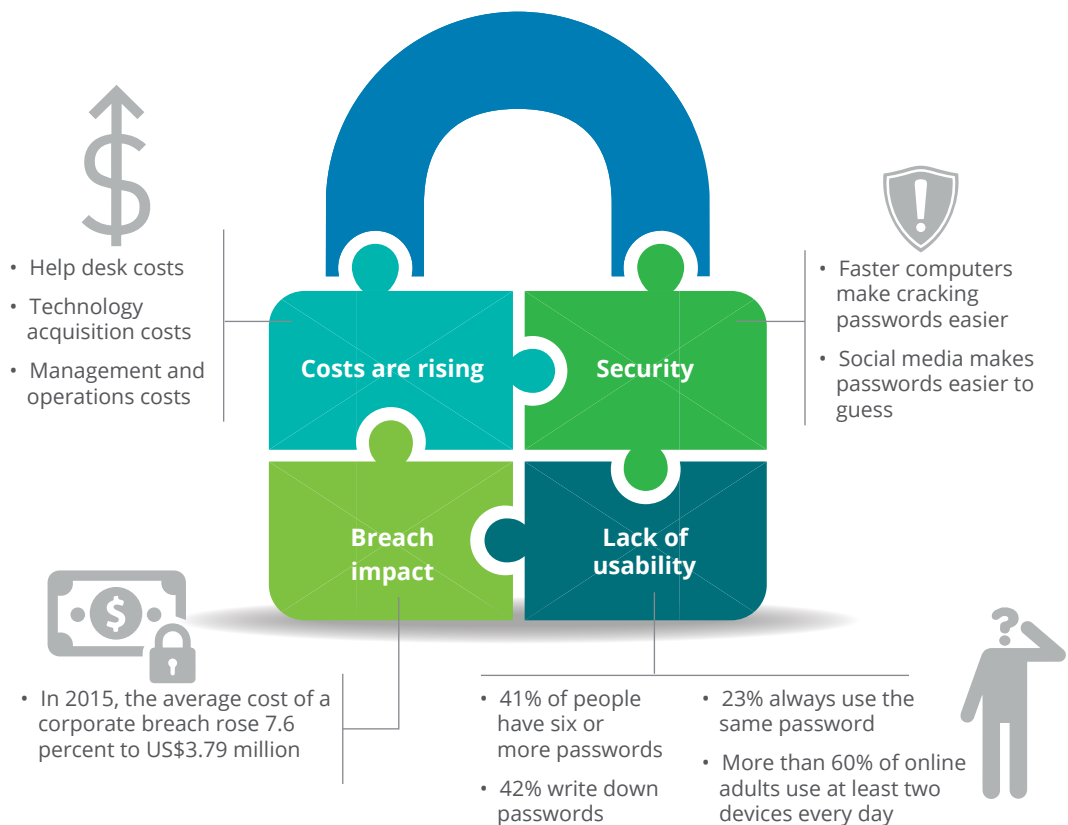 • Help desk costs
• Technology
acquisition costs
• Management and
operations costs
Costs are rising
Security
• Faster computers
make cracking
passwords easier
• Social media makes
passwords easier to
guess
Breach
impact
Lack of
usability
$
• In 2015, the average cost of a
corporate breach rose 7.6
percent to US$3.79 million
• 41% of people
have six or
more passwords
• 42% write down
passwords
• 23% always use the
same password
• More than 60% of online
adults use at least two
devices every day
?